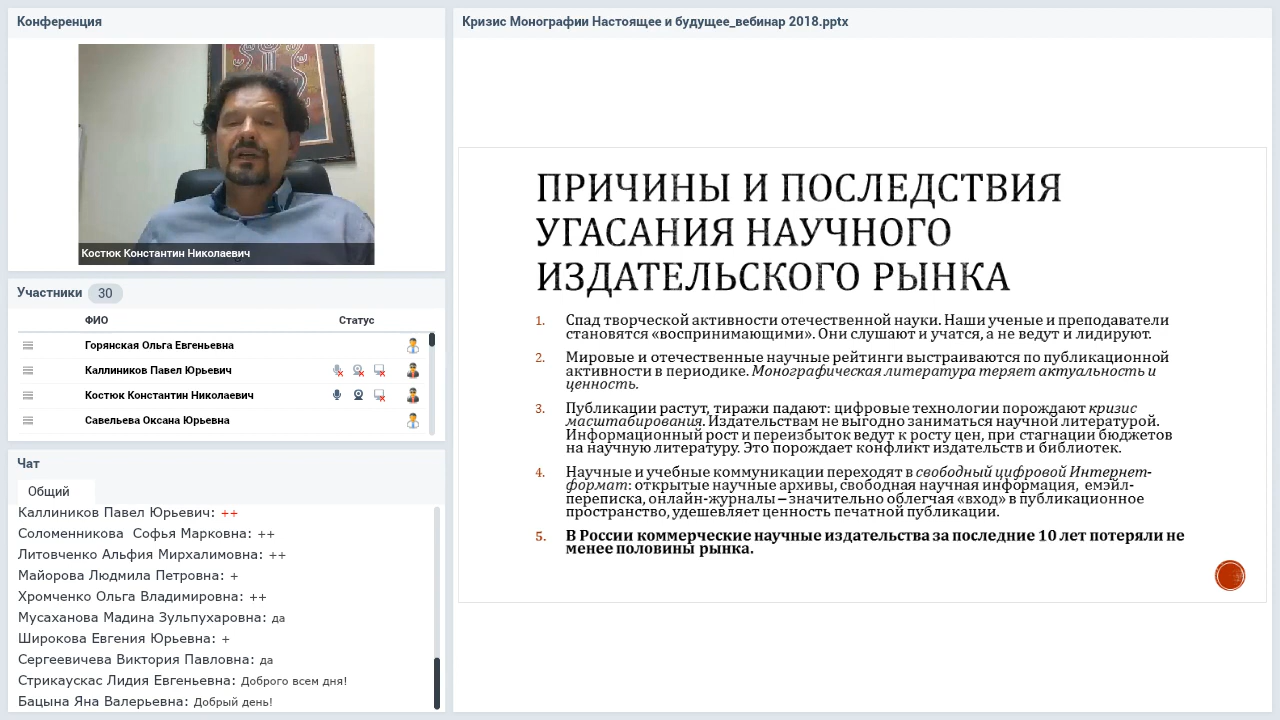 Конференция
Костюк Константин Николаевич
Участники 30
ФИО Статус
Горянская Ольга Евгеньевна
Каллиников Павел Юрьевич
Костюк Константин Николаевич
Савельева Оксана Юрьевна
Чат
Общий
Каллиников Павел Юрьевич: ++
Соломенникова Софья Марковна: ++
Литовченко Альфия Мирхалимовна: ++
Майорова Людмила Петровна: +
Хромченко Ольга Владимировна: ++
Мусаханова Мадина Зульпухаровна: да
Широкова Евгения Юрьевна: +
Сергеевичева Виктория Павловна: да
Стрикаускас Лидия Евгеньевна: Доброго всем дня!
Бацына Яна Валерьевна: Добрый день!
Кризис Монографии Настоящее и будущее_вебинар 2018.pptx
ПРИЧИНЫ И ПОСЛЕДСТВИЯ
УГАСАНИЯ НАУЧНОГО
ИЗДАТЕЛЬСКОГО РЫНКА
1. Спад творческой активности отечественной науки. Наши ученые и преподаватели
становятся «воспринимающими». Они слушают и учатся, а не ведут и лидируют.
2. Мировые и отечественные научные рейтинги выстраиваются по публикационной
активности в периодике. Монографическая литература теряет актуальность и
ценность.
3. Публикации растут, тиражи падают: цифровые технологии порождают кризис
масштабирования. Издательствам не выгодно заниматься научной литературой.
Информационный рост и переизбыток ведут к росту цен, при стагнации бюджетов
на научную литературу. Это порождает конфликт издательств и библиотек.
4. Научные и учебные коммуникации переходят в свободный цифровой Интернет-
формат: открытые научные архивы, свободная научная информация, емэйл-
переписка, онлайн-журналы – значительно облегчая «вход» в публикационное
пространство, удешевляет ценность печатной публикации.
5. В России коммерческие научные издательства за последние 10 лет потеряли не
менее половины рынка.